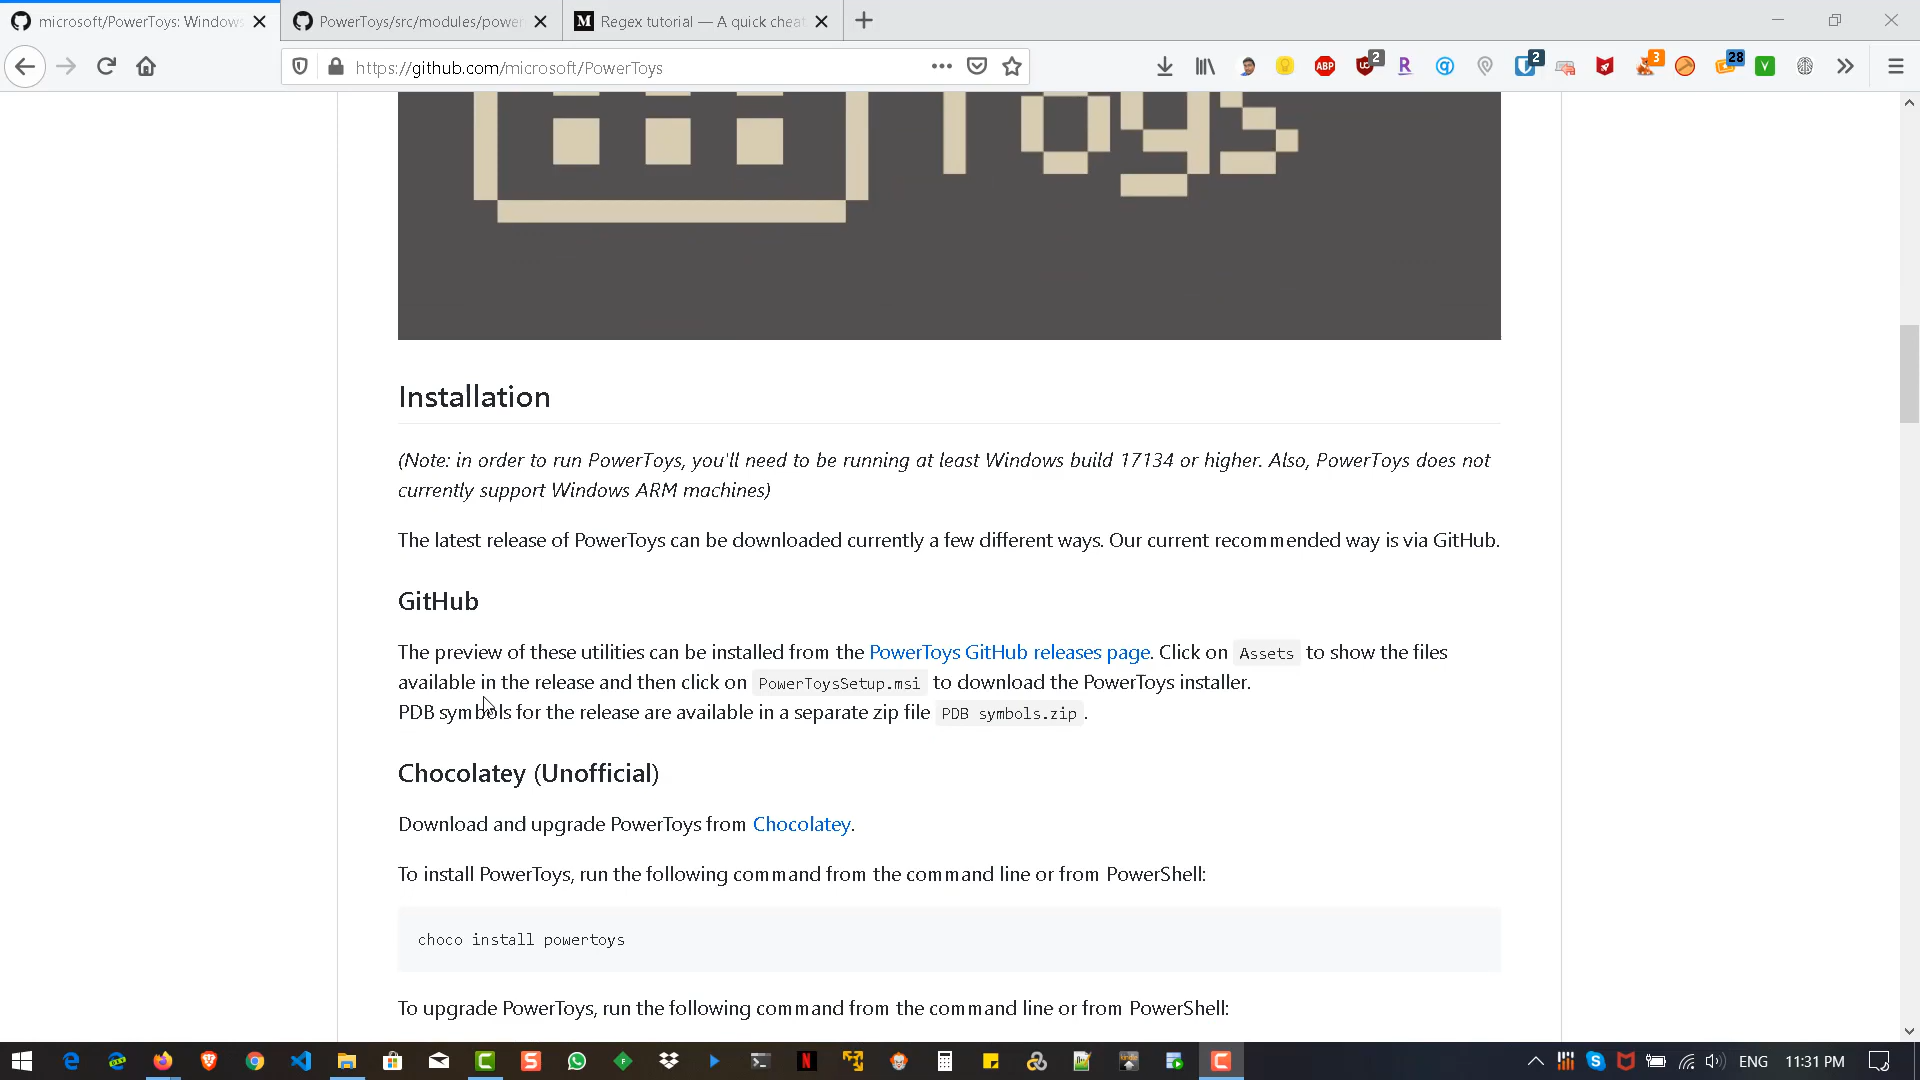 microsoft/PowerToys: Windows
PowerToys/src/modules/power
Regex tutorial — A quick cheat
https://github.com/microsoft/PowerToys
ABP
2
2
3
28
Toys
Installation
(Note: in order to run PowerToys, you'll need to be running at least Windows build 17134 or higher. Also, PowerToys does not
currently support Windows ARM machines)
The latest release of PowerToys can be downloaded currently a few different ways. Our current recommended way is via GitHub.
GitHub
The preview of these utilities can be installed from the PowerToys GitHub releases page. Click on Assets to show the files
available in the release and then click on PowerToysSetup.msi to download the PowerToys installer.
PDB symbols for the release are available in a separate zip file PDB symbols.zip.
Chocolatey (Unofficial)
Download and upgrade PowerToys from Chocolatey.
To install PowerToys, run the following command from the command line or from PowerShell:
choco install powertoys
To upgrade PowerToys, run the following command from the command line or from PowerShell:
ENG 11:31 PM